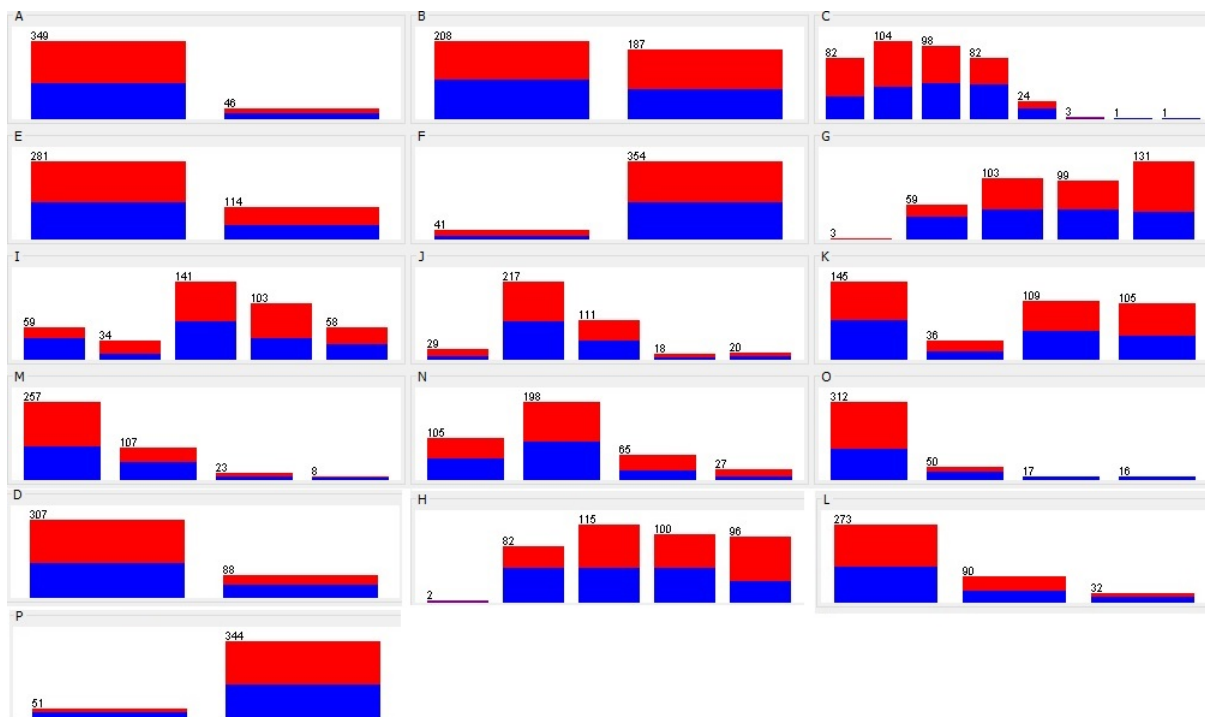 A B C
349 46
208 187
82 104 98 82 24 3 1 1
E F G
281 114
41 354
3 59 103 99 131
I J K
59 34 141 103 58
29 217 111 18 20
145 36 109 105
M N O
257 107 23 8
105 198 65 27
312 50 17 16
D H L
307 88
2 82 115 100 96
273 90 32
P
51 344